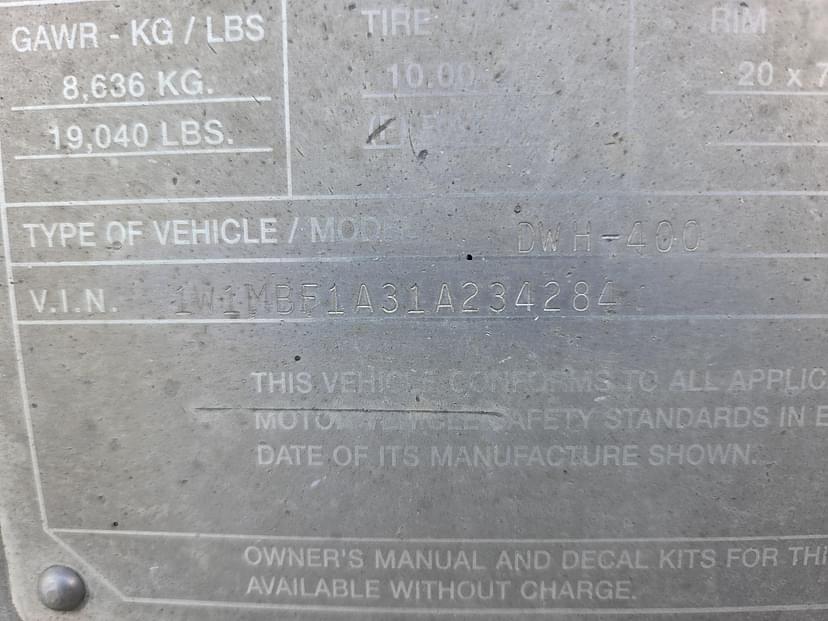 GAWR - KG / LBS TIRE RIM
8,636 KG. 10.00 20 x 7
19,040 LBS.
TYPE OF VEHICLE / MODEL DWH-400
V.I.N. 1W1MBF1A31A234284
THIS VEHICLE CONFORMS TO ALL APPLIC
MOTOR VEHICLE SAFETY STANDARDS IN E
DATE OF ITS MANUFACTURE SHOWN.
OWNER'S MANUAL AND DECAL KITS FOR THI
AVAILABLE WITHOUT CHARGE.